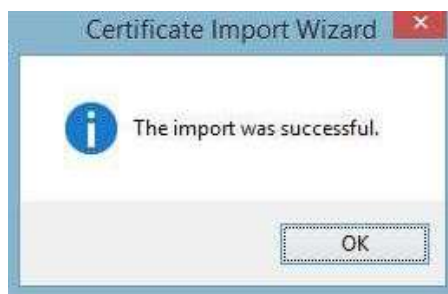 Certificate Import Wizard
The import was successful.
OK